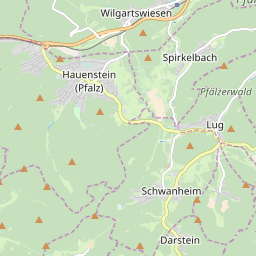 Wilgartswiesen
Spirkelbach
Hauenstein
(Pfalz)
Pfälzerwald
Lug
Schwanheim
Darstein